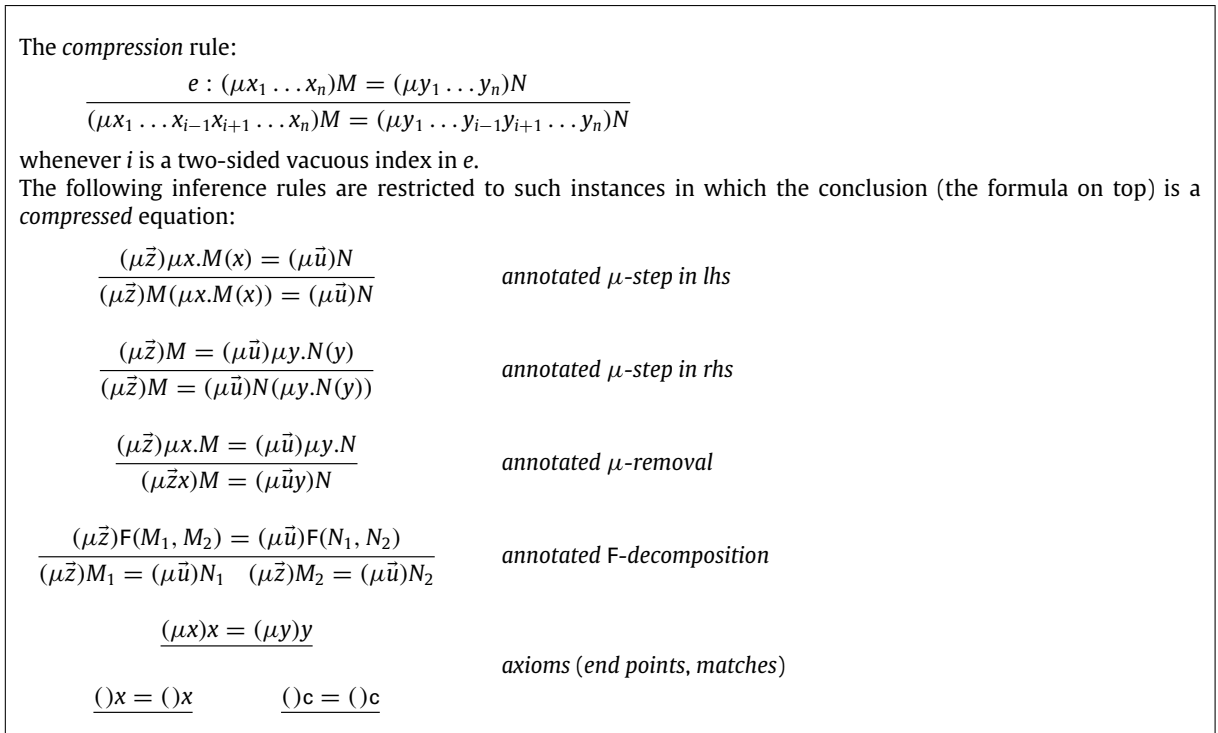 The compression rule:
e : (μx₁ … xₙ)M = (μy₁ … yₙ)N
(μx₁ … xᵢ₋₁xᵢ₊₁ … xₙ)M = (μy₁ … yᵢ₋₁yᵢ₊₁ … yₙ)N
whenever i is a two-sided vacuous index in e.
The following inference rules are restricted to such instances in which the conclusion (the formula on top) is a
compressed equation:
(μz⃗)μx.M(x) = (μu⃗)N
(μz⃗)M(μx.M(x)) = (μu⃗)N
annotated μ-step in lhs
(μz⃗)M = (μu⃗)μy.N(y)
(μz⃗)M = (μu⃗)N(μy.N(y))
annotated μ-step in rhs
(μz⃗)μx.M = (μu⃗)μy.N
(μz⃗x)M = (μu⃗y)N
annotated μ-removal
(μz⃗)F(M₁, M₂) = (μu⃗)F(N₁, N₂)
(μz⃗)M₁ = (μu⃗)N₁ (μz⃗)M₂ = (μu⃗)N₂
annotated F-decomposition
(μx)x = (μy)y
axioms (end points, matches)
()x = ()x ()c = ()c